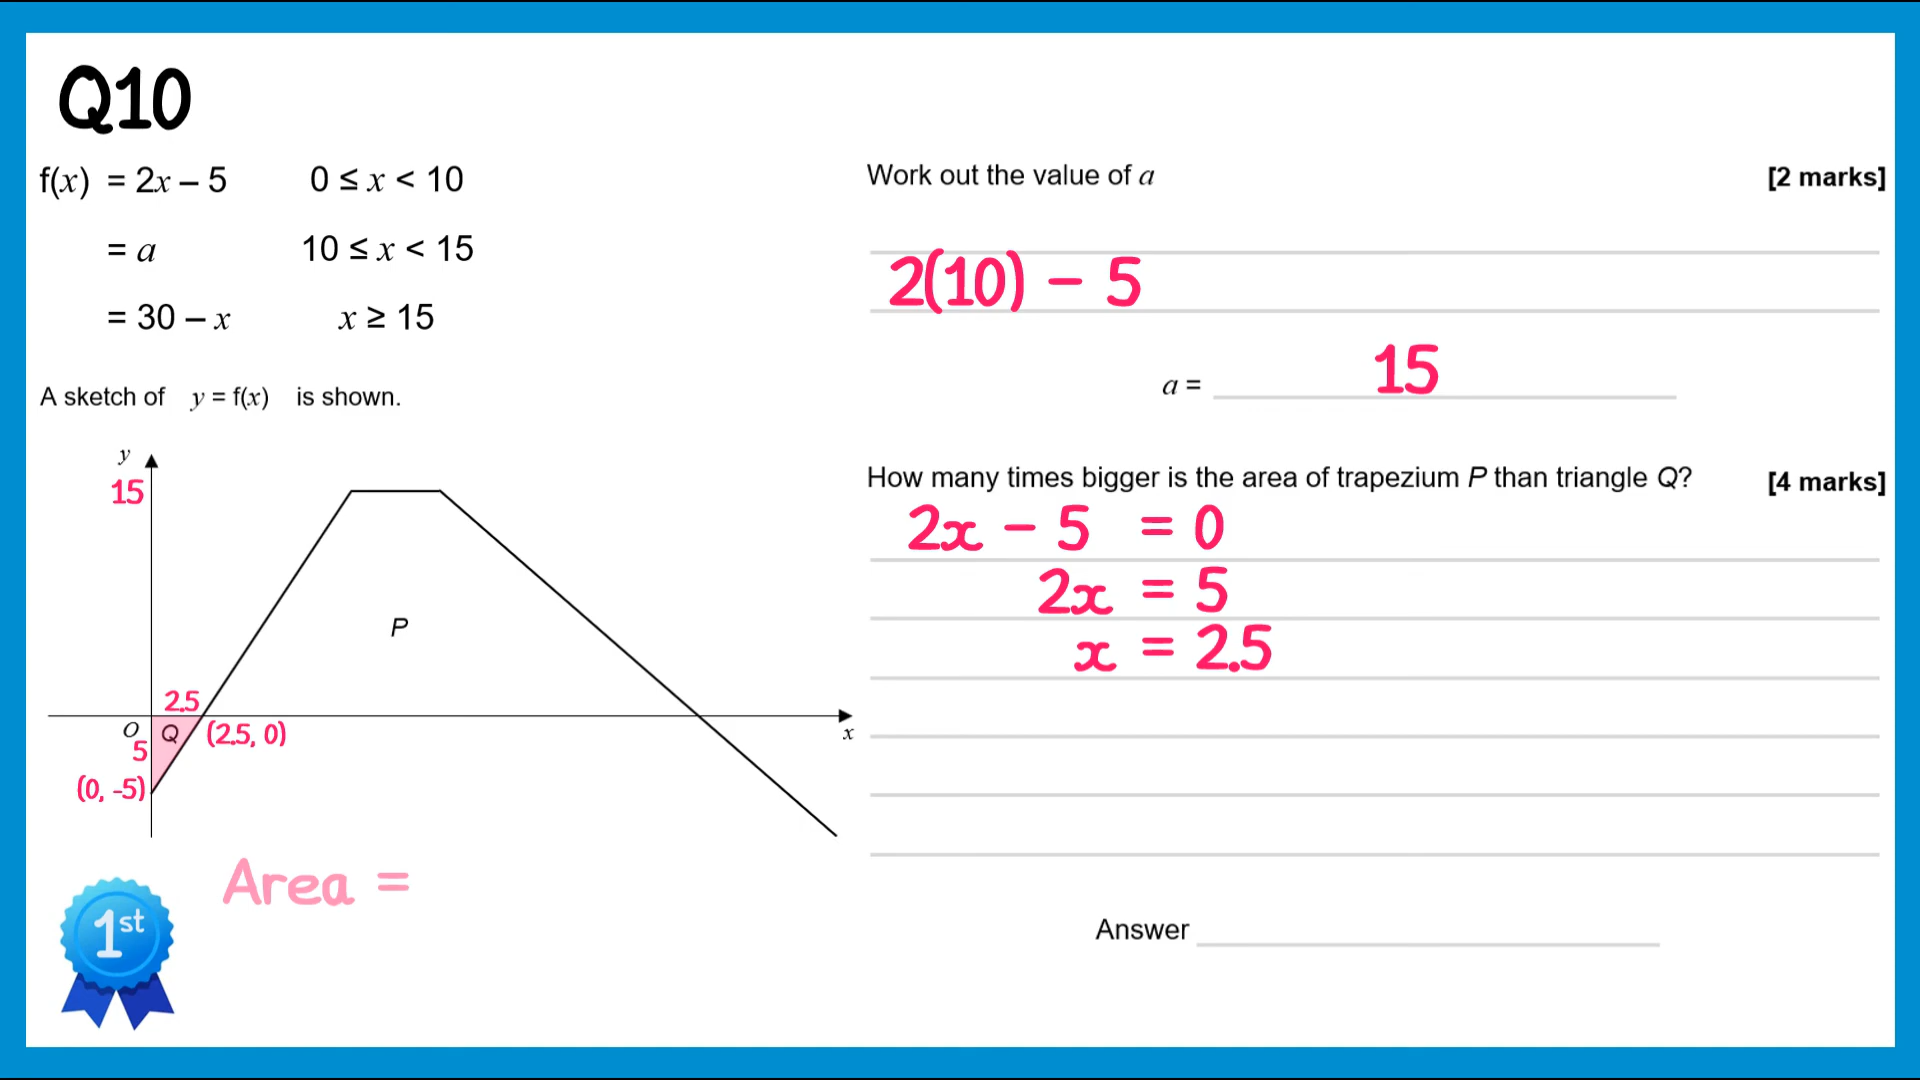 Q10
f(x) = 2x – 5 0 ≤ x < 10
= a 10 ≤ x < 15
= 30 – x x ≥ 15
A sketch of y = f(x) is shown.
y
15
P
2.5
O Q (2.5, 0)
5
x
(0, -5)
Area =
1st
Work out the value of a [2 marks]
2(10) – 5
a = 15
How many times bigger is the area of trapezium P than triangle Q? [4 marks]
2x – 5 = 0
2x = 5
x = 2.5
Answer